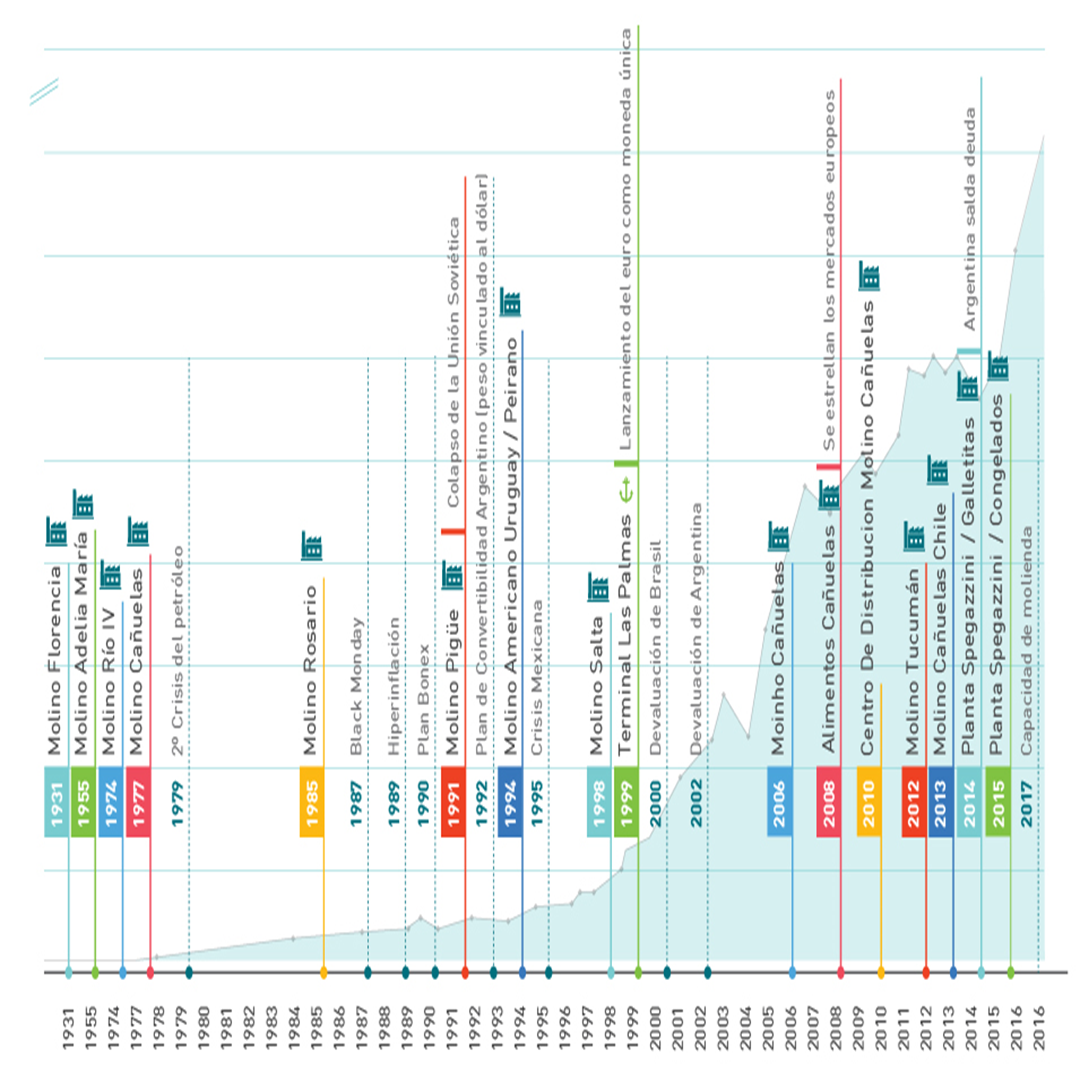 1931 Molino Florencia
1955 Molino Adelia María
1974 Molino Río IV
1977 Molino Cañuelas
1979 2º Crisis del petróleo
1985 Molino Rosario
1987 Black Monday
1989 Hiperinflación
1990 Plan Bonex
1991 Molino Pigüe
Colapso de la Unión Soviética
1992 Plan de Convertibilidad Argentino (peso vinculado al dólar)
1994 Molino Americano Uruguay / Peirano
1995 Crisis Mexicana
1998 Molino Salta
1999 Terminal Las Palmas
Lanzamiento del euro como moneda única
2000 Devaluación de Brasil
2002 Devaluación de Argentina
2006 Moinho Cañuelas
2008 Alimentos Cañuelas
Se estrellan los mercados europeos
2010 Centro De Distribucion Molino Cañuelas
2012 Molino Tucumán
2013 Molino Cañuelas Chile
2014 Planta Spegazzini / Galletitas
Argentina salda deuda
2015 Planta Spegazzini / Congelados
2017 Capacidad de molienda
1931
1955
1974
1977
1978
19779
1980
1981
1982
1983
1984
1985
1986
1987
1988
1989
1990
1991
1993
1994
1995
1996
1997
1998
1999
2000
2001
2002
2003
2004
2005
2006
2007
2008
2009
2010
2011
2012
2013
2014
2015
2016
2016